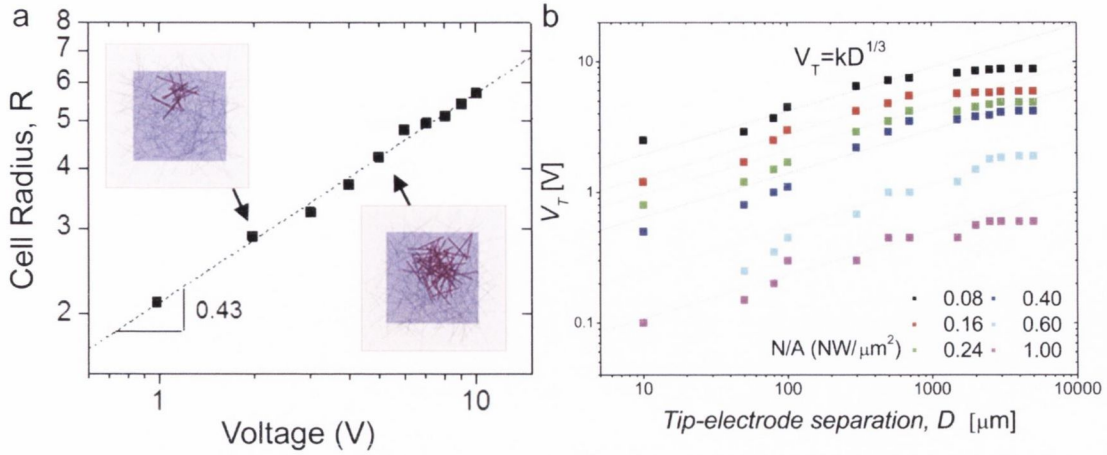 a
8
7
6
5
4
3
2
Cell Radius, R
0.43
1
10
Voltage (V)
b
V_T=kD^{1/3}
10
1
0.1
V_T [V]
0.08 0.40
0.16 0.60
N/A (NW/μm²) 0.24 1.00
10 100 1000 10000
Tip-electrode separation, D [μm]